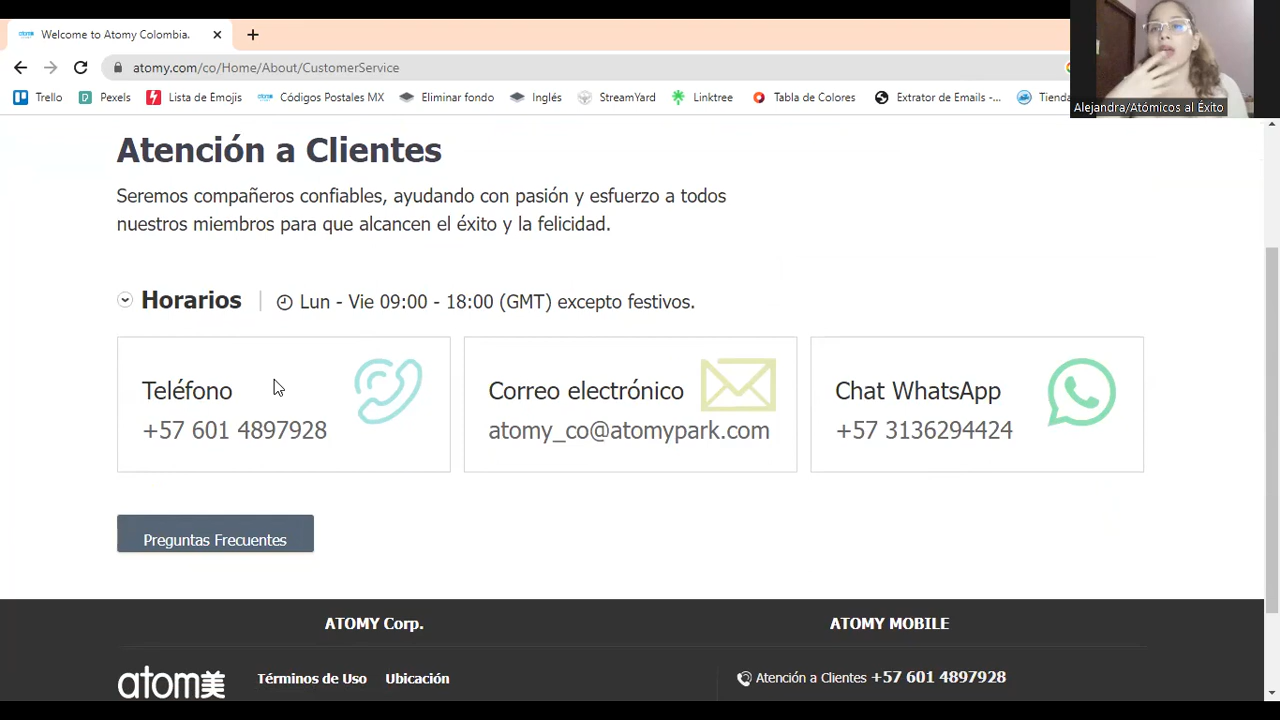 Welcome to Atomy Colombia.
atomy.com/co/Home/About/CustomerService
Trello
Pexels
Lista de Emojis
Códigos Postales MX
Eliminar fondo
Inglés
StreamYard
Linktree
Tabla de Colores
Extrator de Emails -...
Tienda
Alejandra/Atómicos al Éxito
Atención a Clientes
Seremos compañeros confiables, ayudando con pasión y esfuerzo a todos
nuestros miembros para que alcancen el éxito y la felicidad.
Horarios
Lun - Vie 09:00 - 18:00 (GMT) excepto festivos.
Teléfono
+57 601 4897928
Correo electrónico
atomy_co@atomypark.com
Chat WhatsApp
+57 3136294424
Preguntas Frecuentes
ATOMY Corp.
ATOMY MOBILE
atom美
Términos de Uso
Ubicación
Atención a Clientes +57 601 4897928